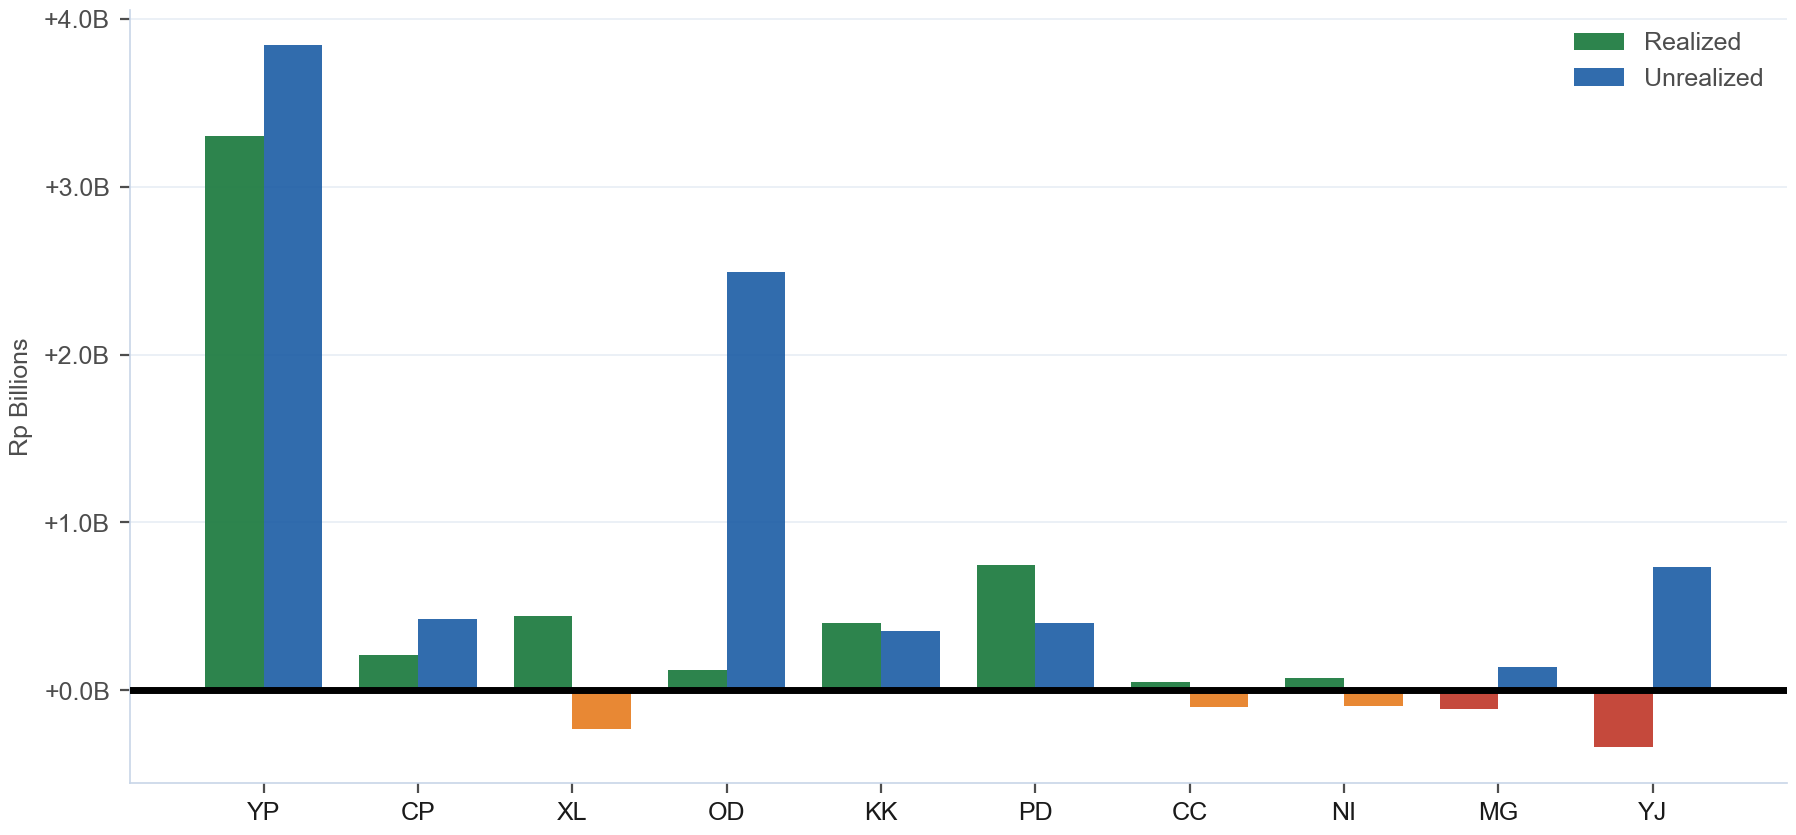 +4.0B
+3.0B
+2.0B
+1.0B
+0.0B
Rp Billions
Realized
Unrealized
YP CP XL OD KK PD CC NI MG YJ